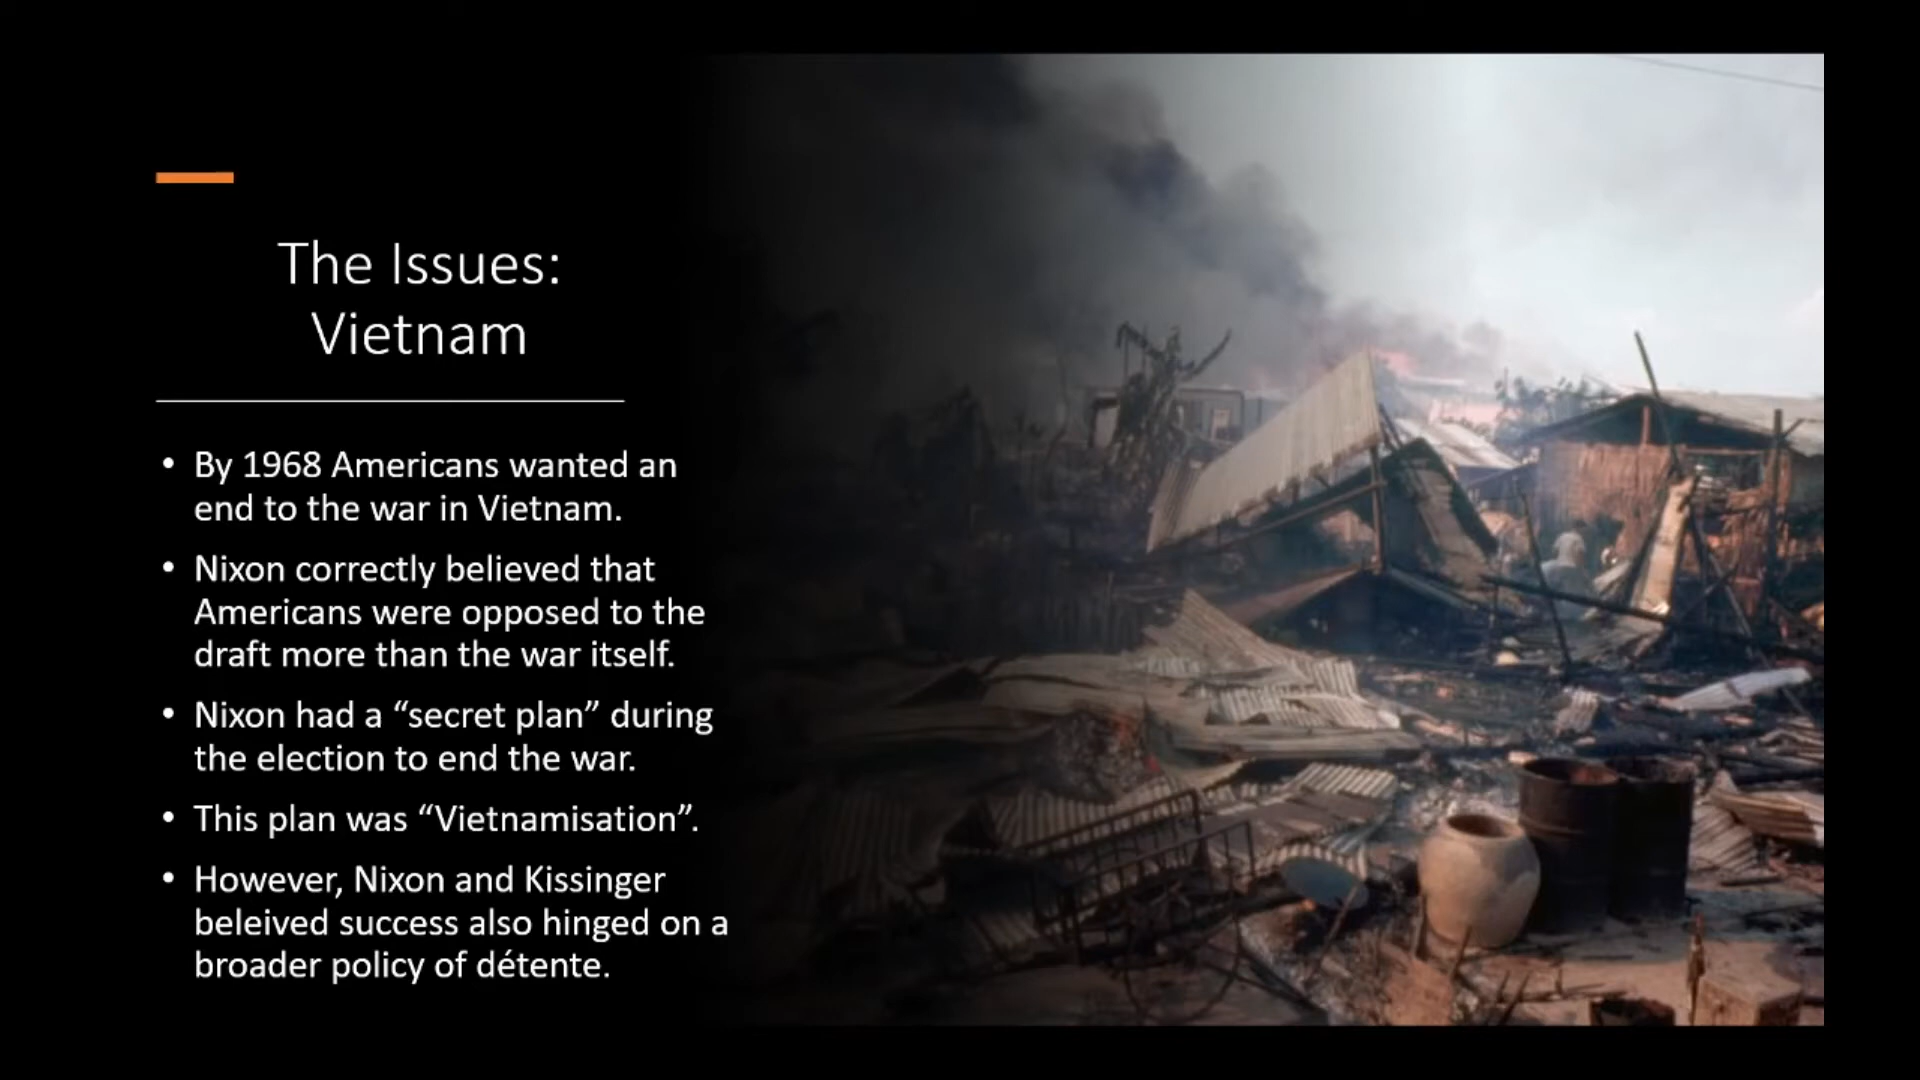 The Issues:
Vietnam
• By 1968 Americans wanted an
end to the war in Vietnam.
• Nixon correctly believed that
Americans were opposed to the
draft more than the war itself.
• Nixon had a “secret plan” during
the election to end the war.
• This plan was “Vietnamisation”.
• However, Nixon and Kissinger
beleived success also hinged on a
broader policy of détente.